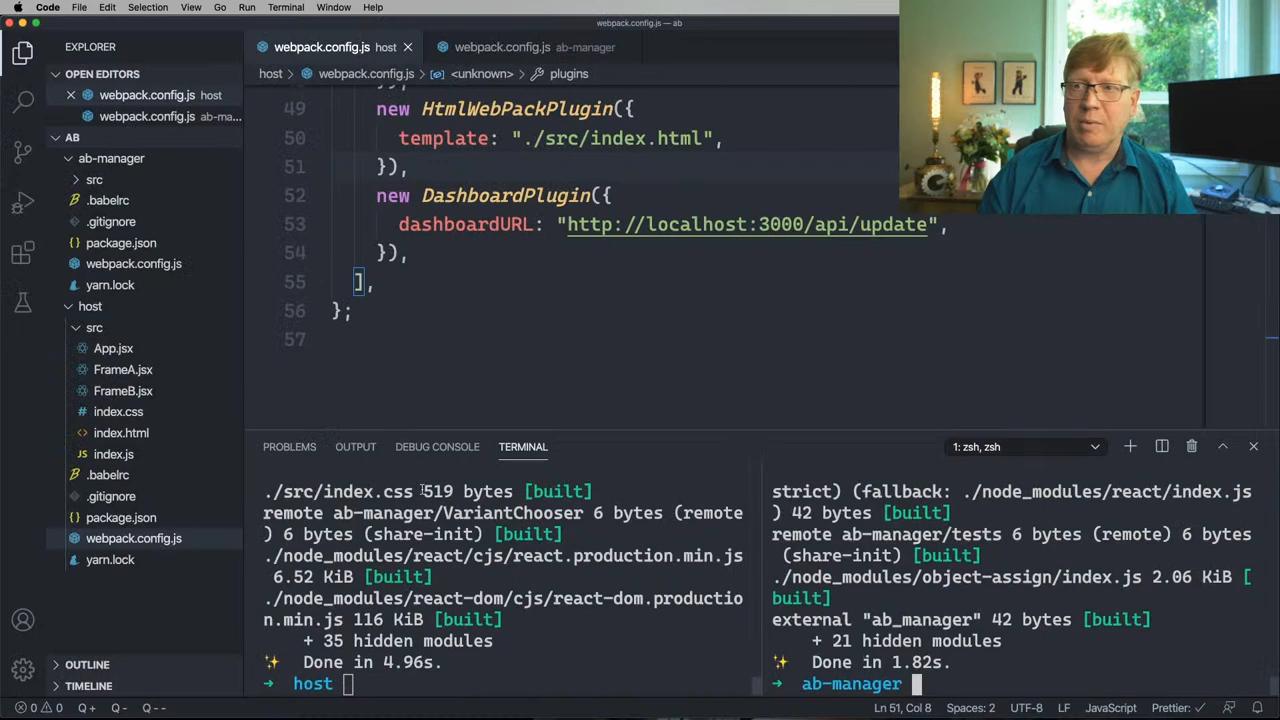 Code File Edit Selection View Go Run Terminal Window Help
webpack.config.js — ab
EXPLORER
webpack.config.js host
webpack.config.js ab-manager
OPEN EDITORS
host › webpack.config.js › <unknown> › plugins
webpack.config.js host
webpack.config.js ab-ma...
AB
ab-manager
src
.babelrc
.gitignore
package.json
webpack.config.js
yarn.lock
host
src
App.jsx
FrameA.jsx
FrameB.jsx
index.css
index.html
index.js
.babelrc
.gitignore
package.json
webpack.config.js
yarn.lock
OUTLINE
TIMELINE
}),
49 new HtmlWebPackPlugin({
50 template: "./src/index.html",
51 }),
52 new DashboardPlugin({
53 dashboardURL: "http://localhost:3000/api/update",
54 }),
55 ],
56 };
57
PROBLEMS OUTPUT DEBUG CONSOLE TERMINAL
1: zsh, zsh
./src/index.css 519 bytes [built]
remote ab-manager/VariantChooser 6 bytes (remote
) 6 bytes (share-init) [built]
./node_modules/react/cjs/react.production.min.js
6.52 KiB [built]
./node_modules/react-dom/cjs/react-dom.productio
n.min.js 116 KiB [built]
+ 35 hidden modules
✨ Done in 4.96s.
→ host
strict) (fallback: ./node_modules/react/index.js
) 42 bytes [built]
remote ab-manager/tests 6 bytes (remote) 6 bytes
(share-init) [built]
./node_modules/object-assign/index.js 2.06 KiB [
built]
external "ab_manager" 42 bytes [built]
+ 21 hidden modules
✨ Done in 1.82s.
→ ab-manager
0 0 Q+ Q- Q-- Ln 51, Col 8 Spaces: 2 UTF-8 LF JavaScript Prettier: ✓